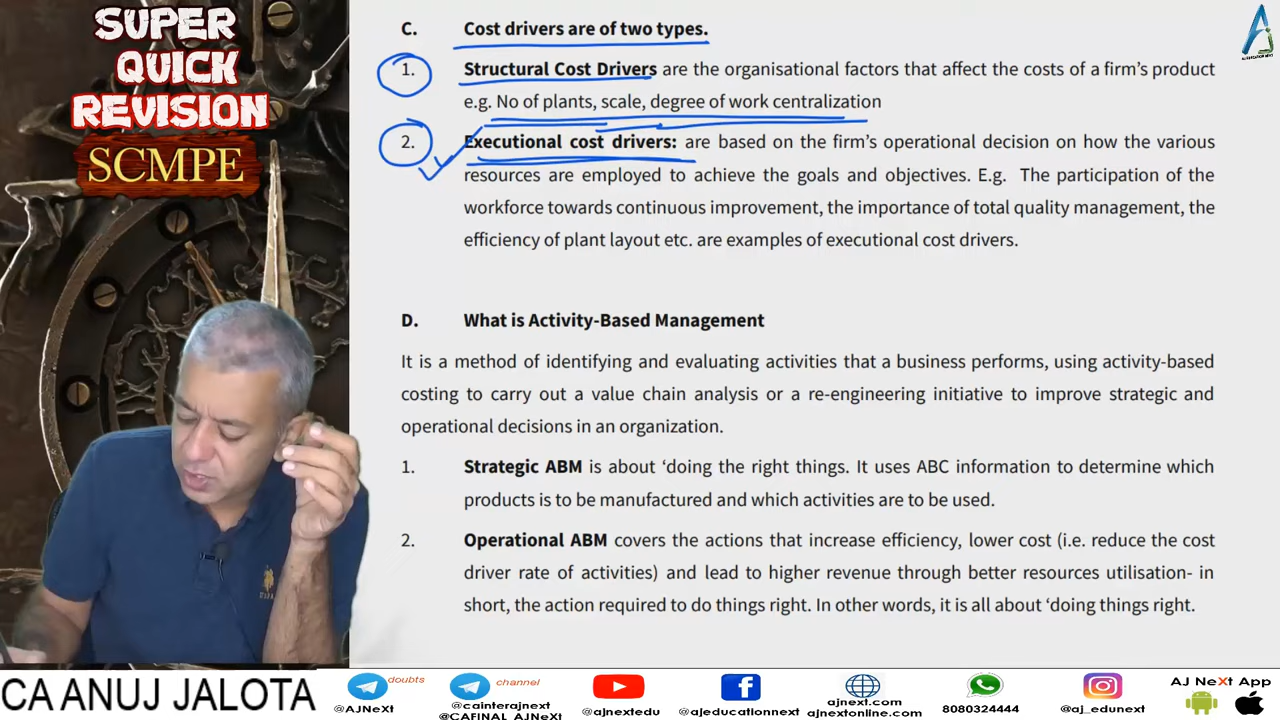 SUPER
QUICK
REVISION
SCMPE
C. Cost drivers are of two types.
1. Structural Cost Drivers are the organisational factors that affect the costs of a firm's product
e.g. No of plants, scale, degree of work centralization
2. Executional cost drivers: are based on the firm's operational decision on how the various
resources are employed to achieve the goals and objectives. E.g. The participation of the
workforce towards continuous improvement, the importance of total quality management, the
efficiency of plant layout etc. are examples of executional cost drivers.
D. What is Activity-Based Management
It is a method of identifying and evaluating activities that a business performs, using activity-based
costing to carry out a value chain analysis or a re-engineering initiative to improve strategic and
operational decisions in an organization.
1. Strategic ABM is about ‘doing the right things. It uses ABC information to determine which
products is to be manufactured and which activities are to be used.
2. Operational ABM covers the actions that increase efficiency, lower cost (i.e. reduce the cost
driver rate of activities) and lead to higher revenue through better resources utilisation- in
short, the action required to do things right. In other words, it is all about ‘doing things right.
CA ANUJ JALOTA
doubts
@AJNeXt
channel
@cainterajnext
@CAFINAL_AJNeXt
@ajnextedu
@ajeducationnext
ajnext.com
ajnextonline.com
8080324444
@aj_edunext
AJ NeXt App